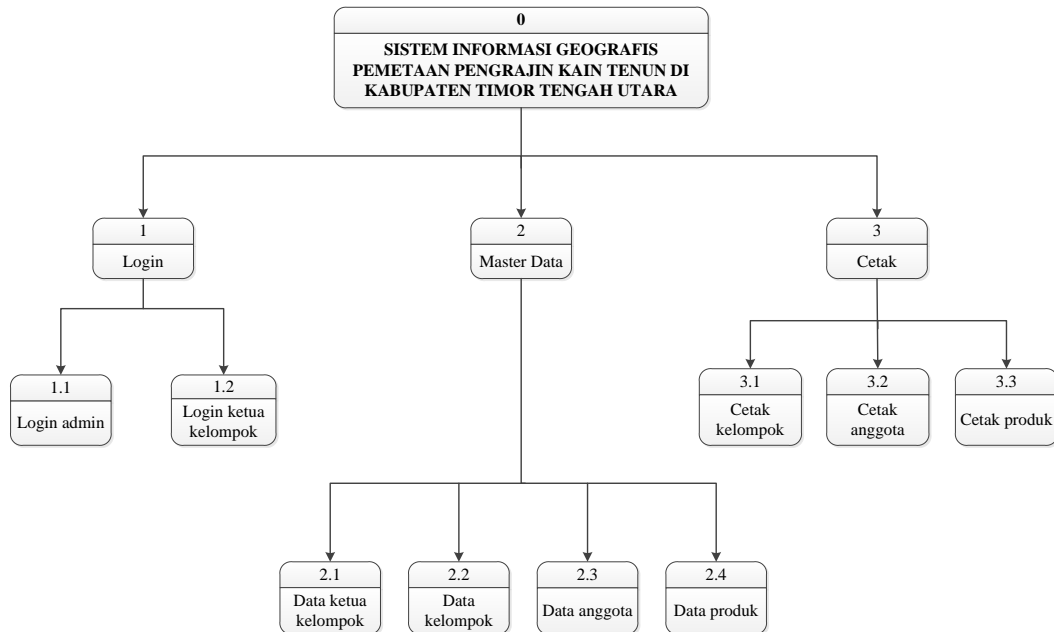 0
SISTEM INFORMASI GEOGRAFIS
PEMETAAN PENGRAJIN KAIN TENUN DI
KABUPATEN TIMOR TENGAH UTARA
1
Login
2
Master Data
3
Cetak
1.1
Login admin
1.2
Login ketua
kelompok
3.1
Cetak
kelompok
3.2
Cetak
anggota
3.3
Cetak produk
2.1
Data ketua
kelompok
2.2
Data
kelompok
2.3
Data anggota
2.4
Data produk